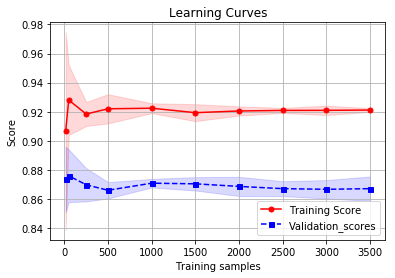 Learning Curves
0.98
0.96
0.94
0.92
0.90
0.88
0.86
0.84
Score
Training Score
Validation_scores
0 500 1000 1500 2000 2500 3000 3500
Training samples